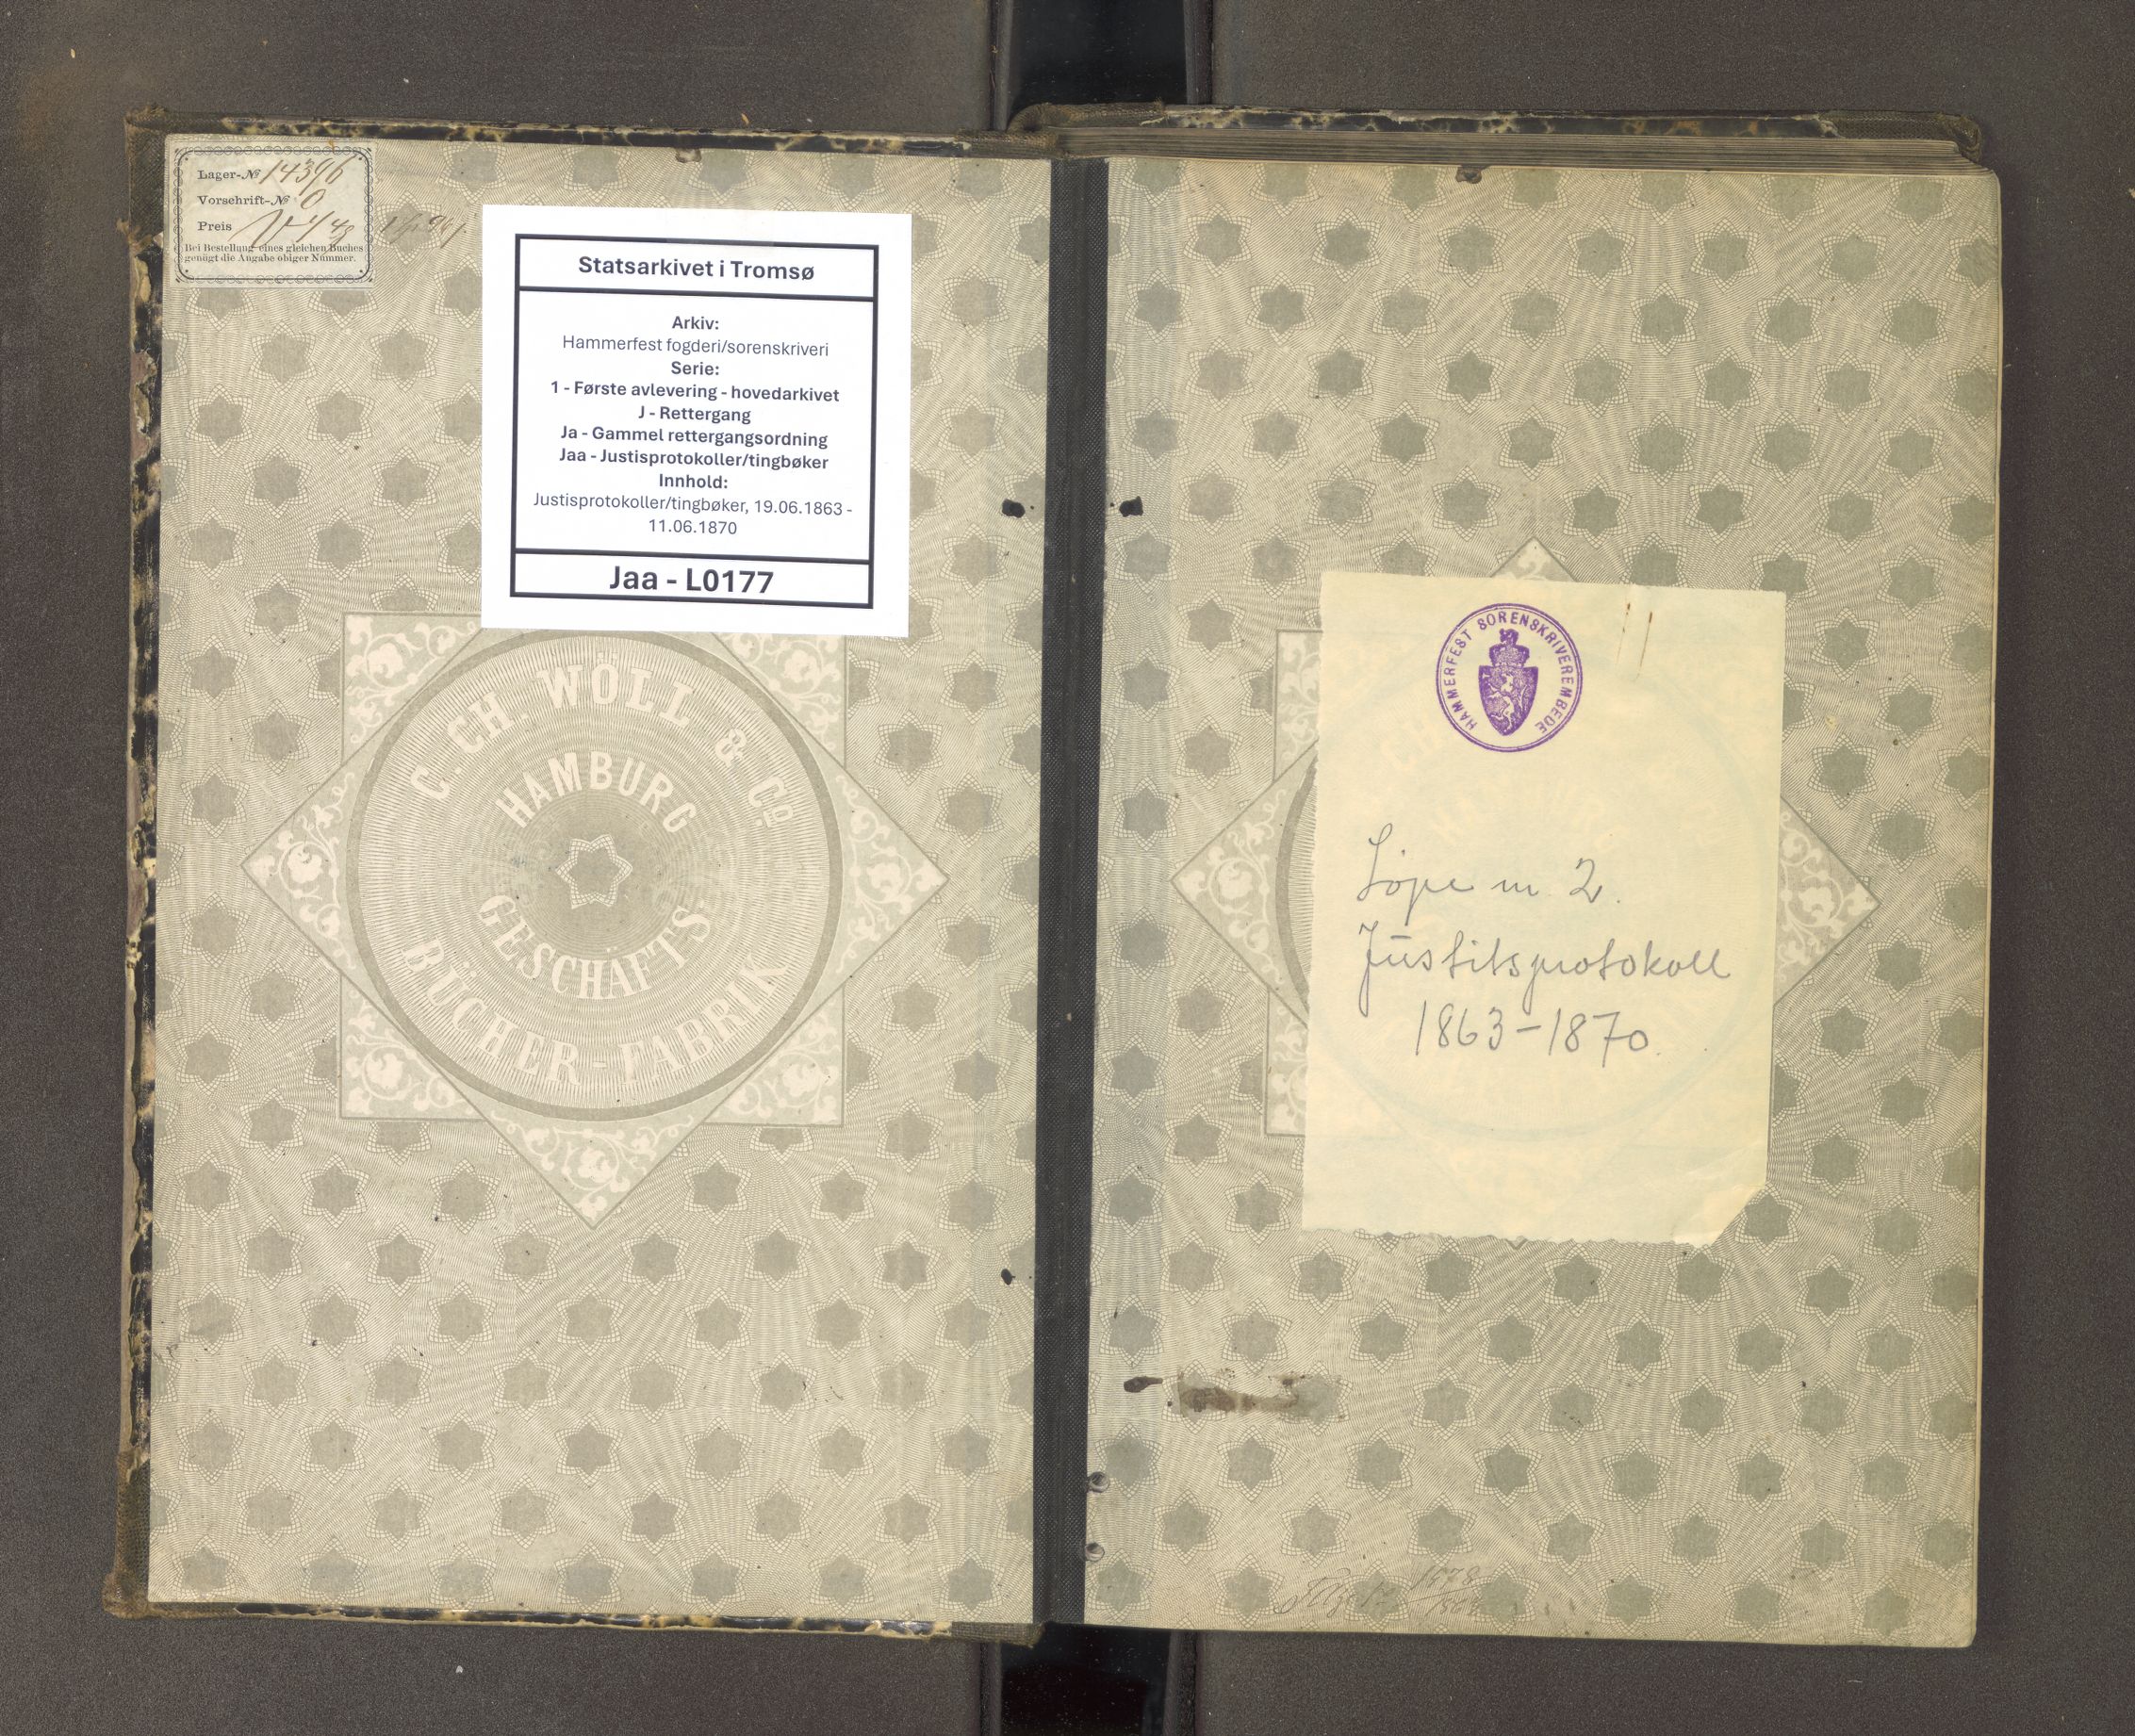 Lager-№ 14396
Vorschrift-№ 0
Preis
Bei Bestellung eines gleichen Buches
genügt die Angabe obiger Nummer.
Statsarkivet i Tromsø
Arkiv:
Hammerfest fogderi/sorenskriveri
Serie:
1 - Første avlevering - hovedarkivet
J - Rettergang
Ja - Gammel rettergangsordning
Jaa - Justisprotokoller/tingbøker
Innhold:
Justisprotokoller/tingbøker, 19.06.1863 -
11.06.1870
Jaa - L0177
C. CH. WÖLL & Co
HAMBURG
GESCHÄFTS
BÜCHER-FABRIK
HAMMERFEST SORENSKRIVEREMBEDE
Løpe nr 2.
Justitsprotokoll
1863-1870